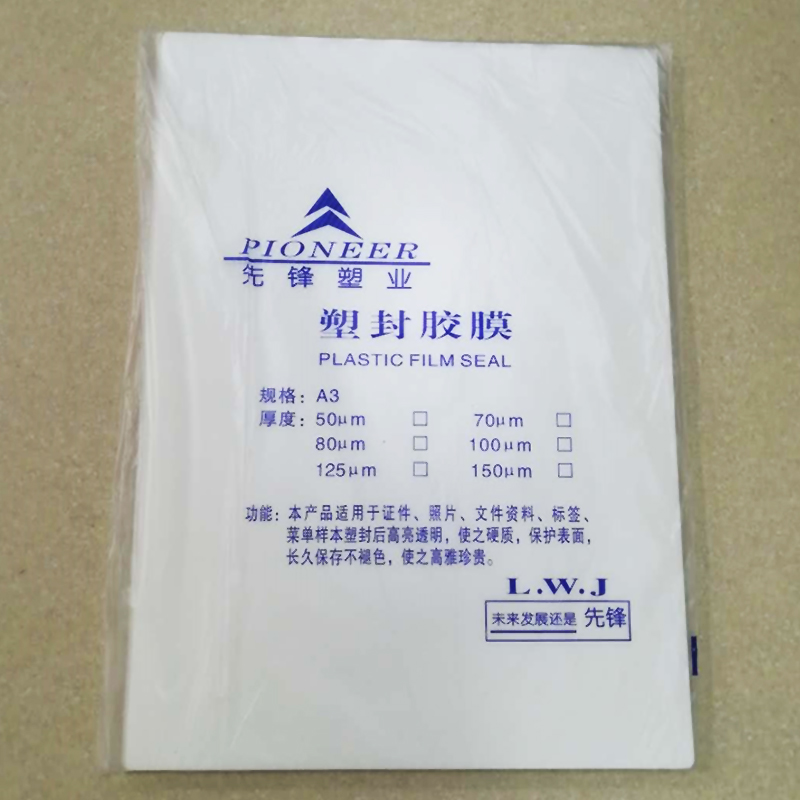 PIONEER
先锋塑业
塑封胶膜
PLASTIC FILM SEAL
规格：A3
厚度：50μm □ 70μm □
80μm □ 100μm □
125μm □ 150μm □
功能：本产品适用于证件、照片、文件资料、标签、
菜单样本塑封后高亮透明，使之硬质，保护表面，
长久保存不褪色，使之高雅珍贵。
L.W.J
未来发展还是 先锋